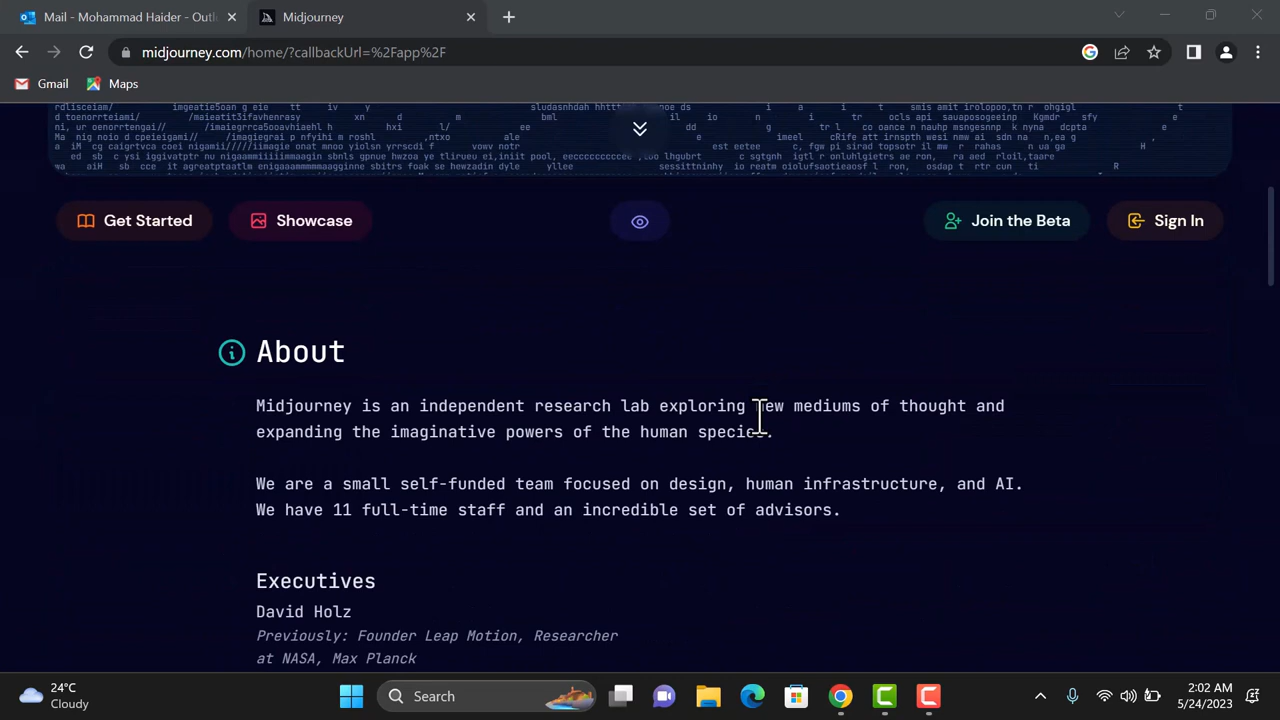 Mail - Mohammad Haider - Outl
Midjourney
midjourney.com/home/?callbackUrl=%2Fapp%2F
Gmail
Maps
Get Started
Showcase
Join the Beta
Sign In
About
Midjourney is an independent research lab exploring new mediums of thought and
expanding the imaginative powers of the human species.
We are a small self-funded team focused on design, human infrastructure, and AI.
We have 11 full-time staff and an incredible set of advisors.
Executives
David Holz
Previously: Founder Leap Motion, Researcher
at NASA, Max Planck
24°C
Cloudy
Search
2:02 AM
5/24/2023